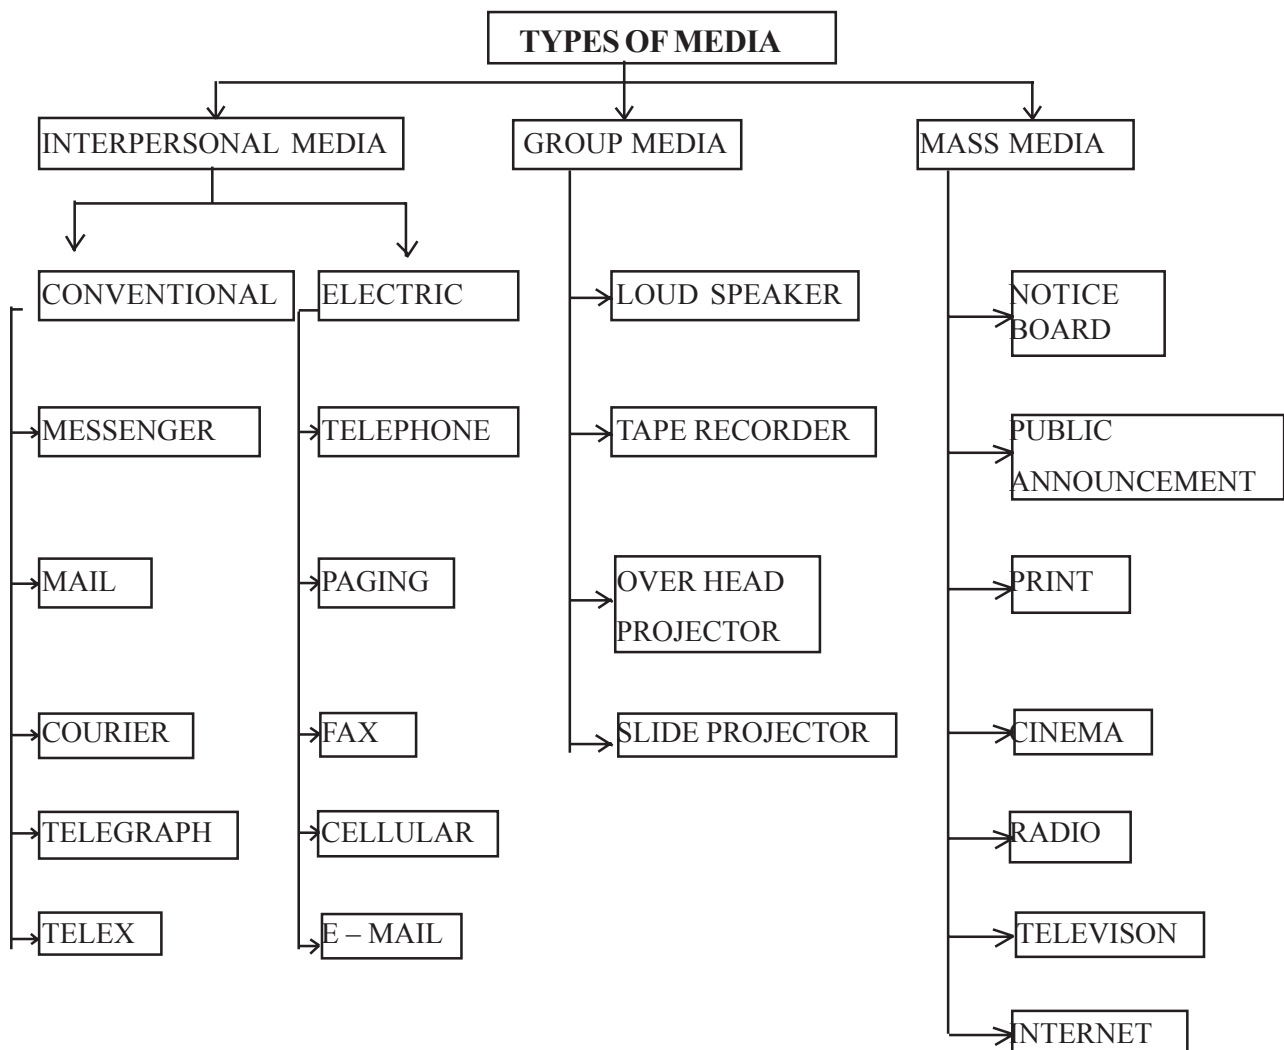 TYPES OF MEDIA
INTERPERSONAL MEDIA
GROUP MEDIA
MASS MEDIA
CONVENTIONAL
ELECTRIC
LOUD SPEAKER
NOTICE
BOARD
MESSENGER
TELEPHONE
TAPE RECORDER
PUBLIC
ANNOUNCEMENT
MAIL
PAGING
OVER HEAD
PROJECTOR
PRINT
COURIER
FAX
SLIDE PROJECTOR
CINEMA
TELEGRAPH
CELLULAR
RADIO
TELEX
E – MAIL
TELEVISON
INTERNET